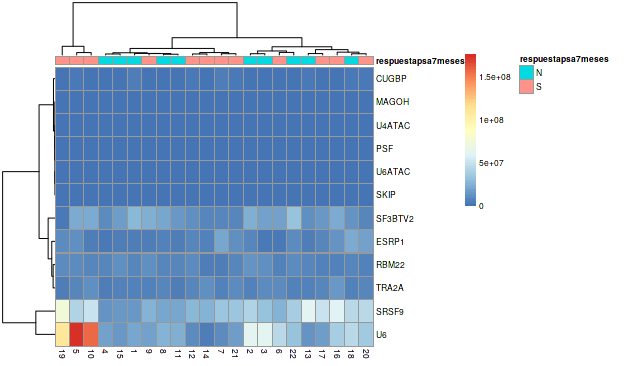 respuestapsa7meses
CUGBP
MAGOH
U4ATAC
PSF
U6ATAC
SKIP
SF3BTV2
ESRP1
RBM22
TRA2A
SRSF9
U6
19 5 10 4 15 1 9 8 11 12 14 7 21 2 3 6 22 13 17 16 18 20
1.5e+08
1e+08
5e+07
0
respuestapsa7meses
N
S